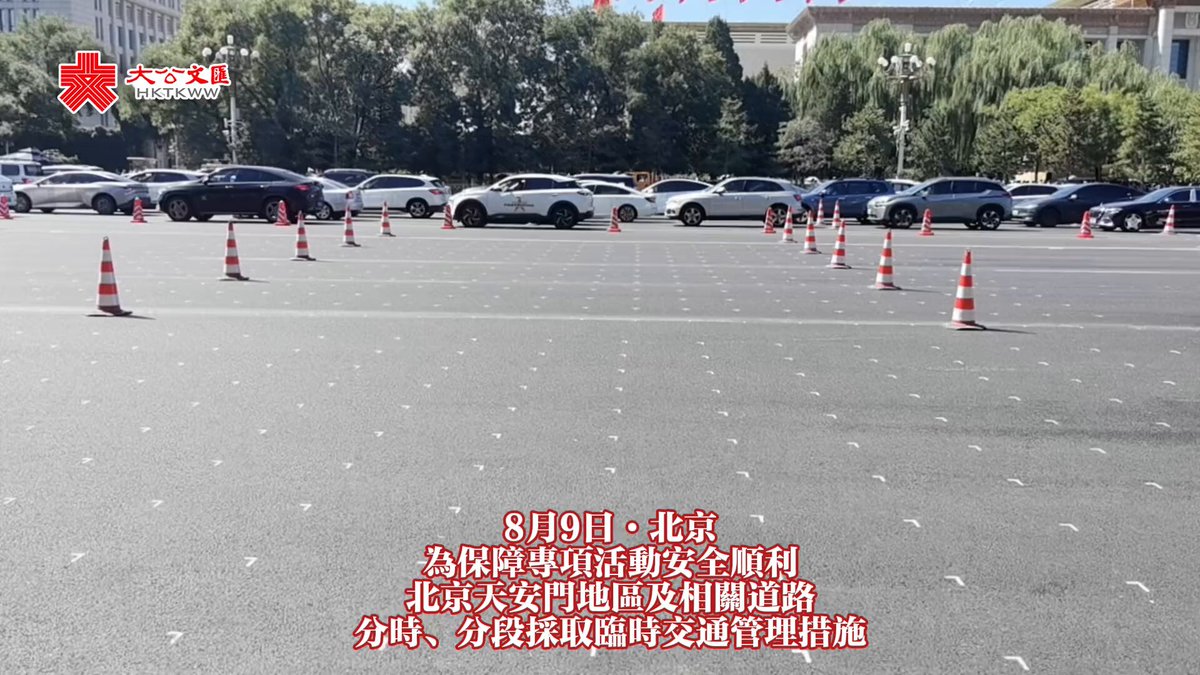 大公文匯
HKTKWW
8月9日·北京
為保障專項活動安全順利
北京天安門地區及相關道路
分時、分段採取臨時交通管理措施